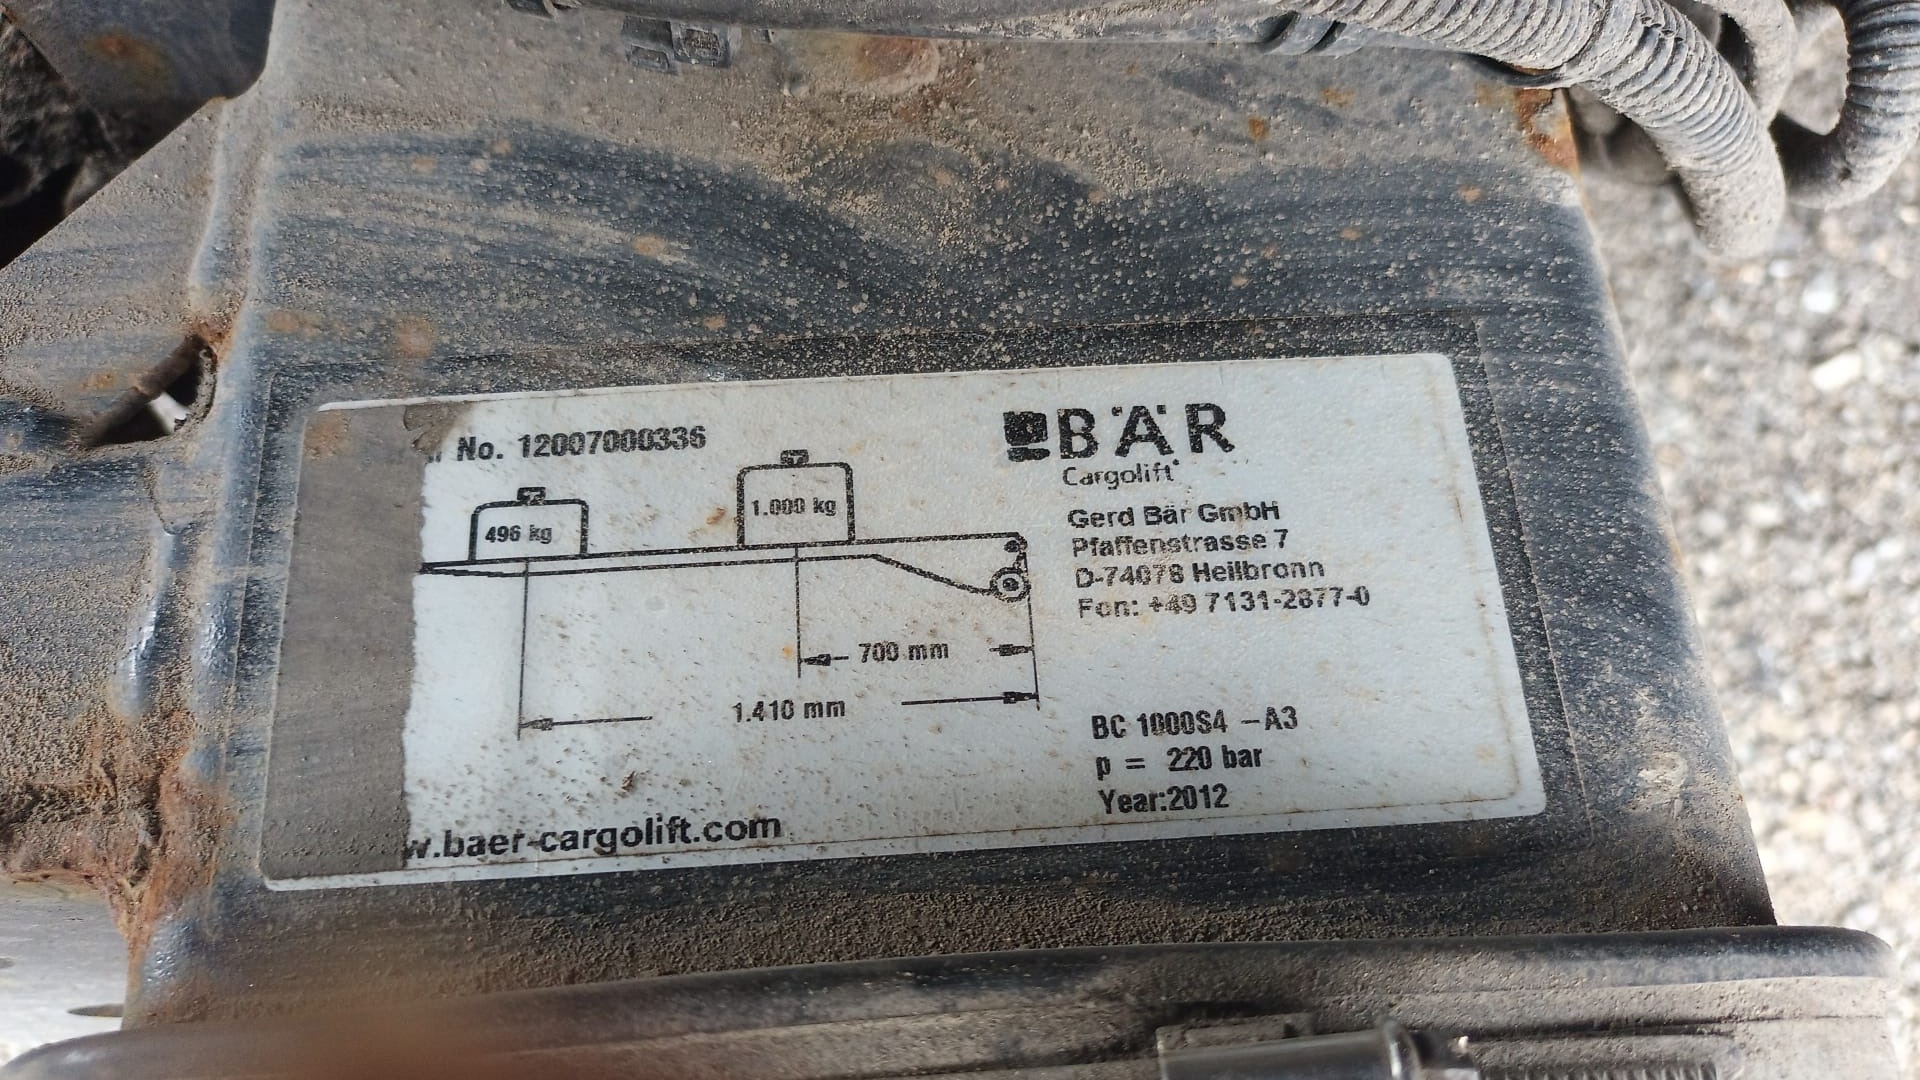 No. 12007000336
496 kg
1.000 kg
700 mm
1.410 mm
w.baer-cargolift.com
BÄR
Cargolift
Gerd Bär GmbH
Pfaffenstrasse 7
D-74078 Heilbronn
Fon: +49 7131-2877-0
BC 1000S4 -A3
p = 220 bar
Year:2012